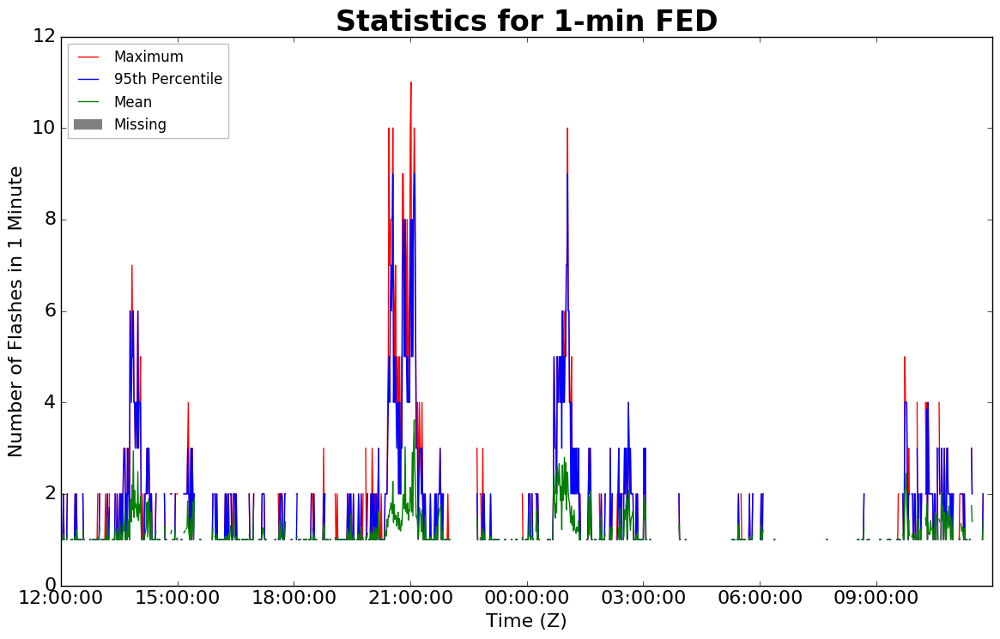 Statistics for 1-min FED
12
10
8
6
4
2
0
Number of Flashes in 1 Minute
Maximum
95th Percentile
Mean
Missing
12:00:00 15:00:00 18:00:00 21:00:00 00:00:00 03:00:00 06:00:00 09:00:00
Time (Z)